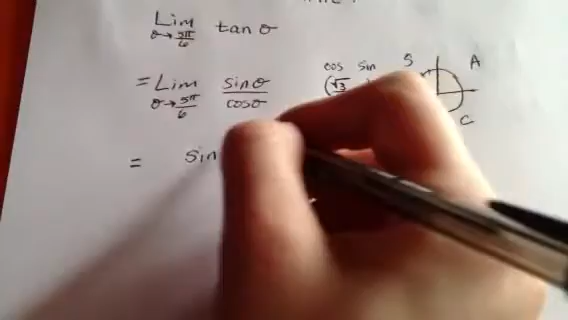 Lim tan θ
θ→5π/6
= Lim sinθ/cosθ
θ→5π/6
cos sin
(√3
S A
C
= sin